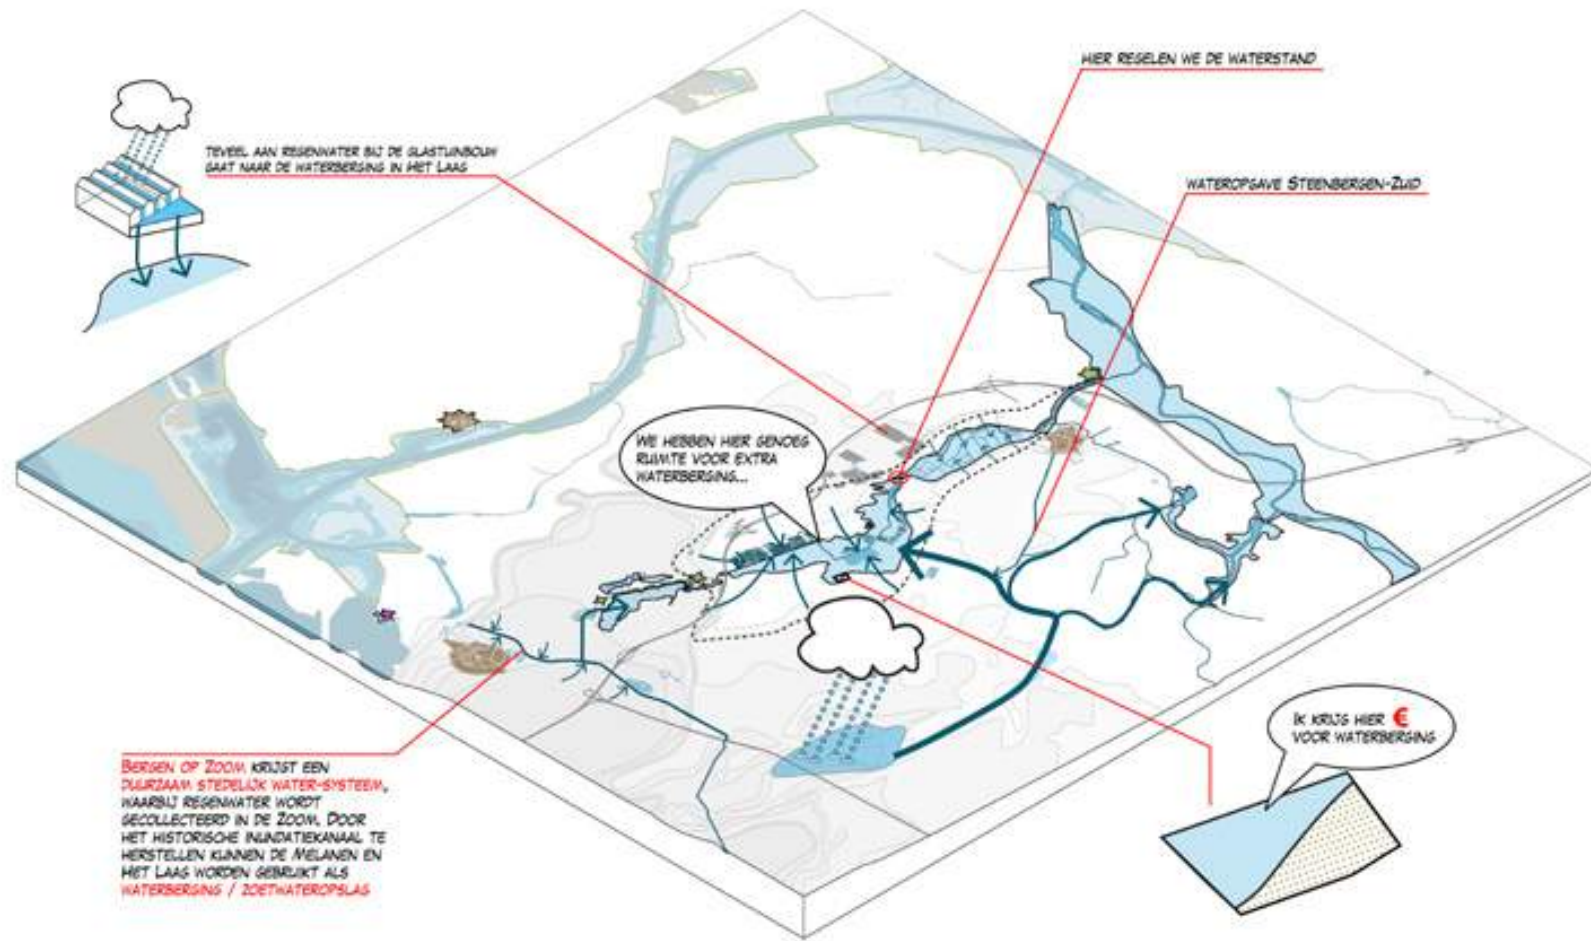 HIER REGELEN WE DE WATERSTAND
TEVEEL AAN REGENWATER BIJ DE GLASTUINBOUW
GAAT NAAR DE WATERBERGING IN HET LAAG
WATEROPGAVE STEENBERGEN-ZUID
WE HEBBEN HIER GENOEG
RUIMTE VOOR EXTRA
WATERBERGING...
IK KRIJG HIER €
VOOR WATERBERGING
BERGEN OP ZOOM KRIJGT EEN
DUURZAAM STEDELIJK WATER-SYSTEEM,
WAARBIJ REGENWATER WORDT
GECOLLECTEERD IN DE ZOOM. DOOR
HET HISTORISCHE INUNDATIEKANAAL TE
HERSTELLEN KUNNEN DE MELANEN EN
HET LAAG WORDEN GEBRUIKT ALS
WATERBERGING / ZOETWATEROPSLAG